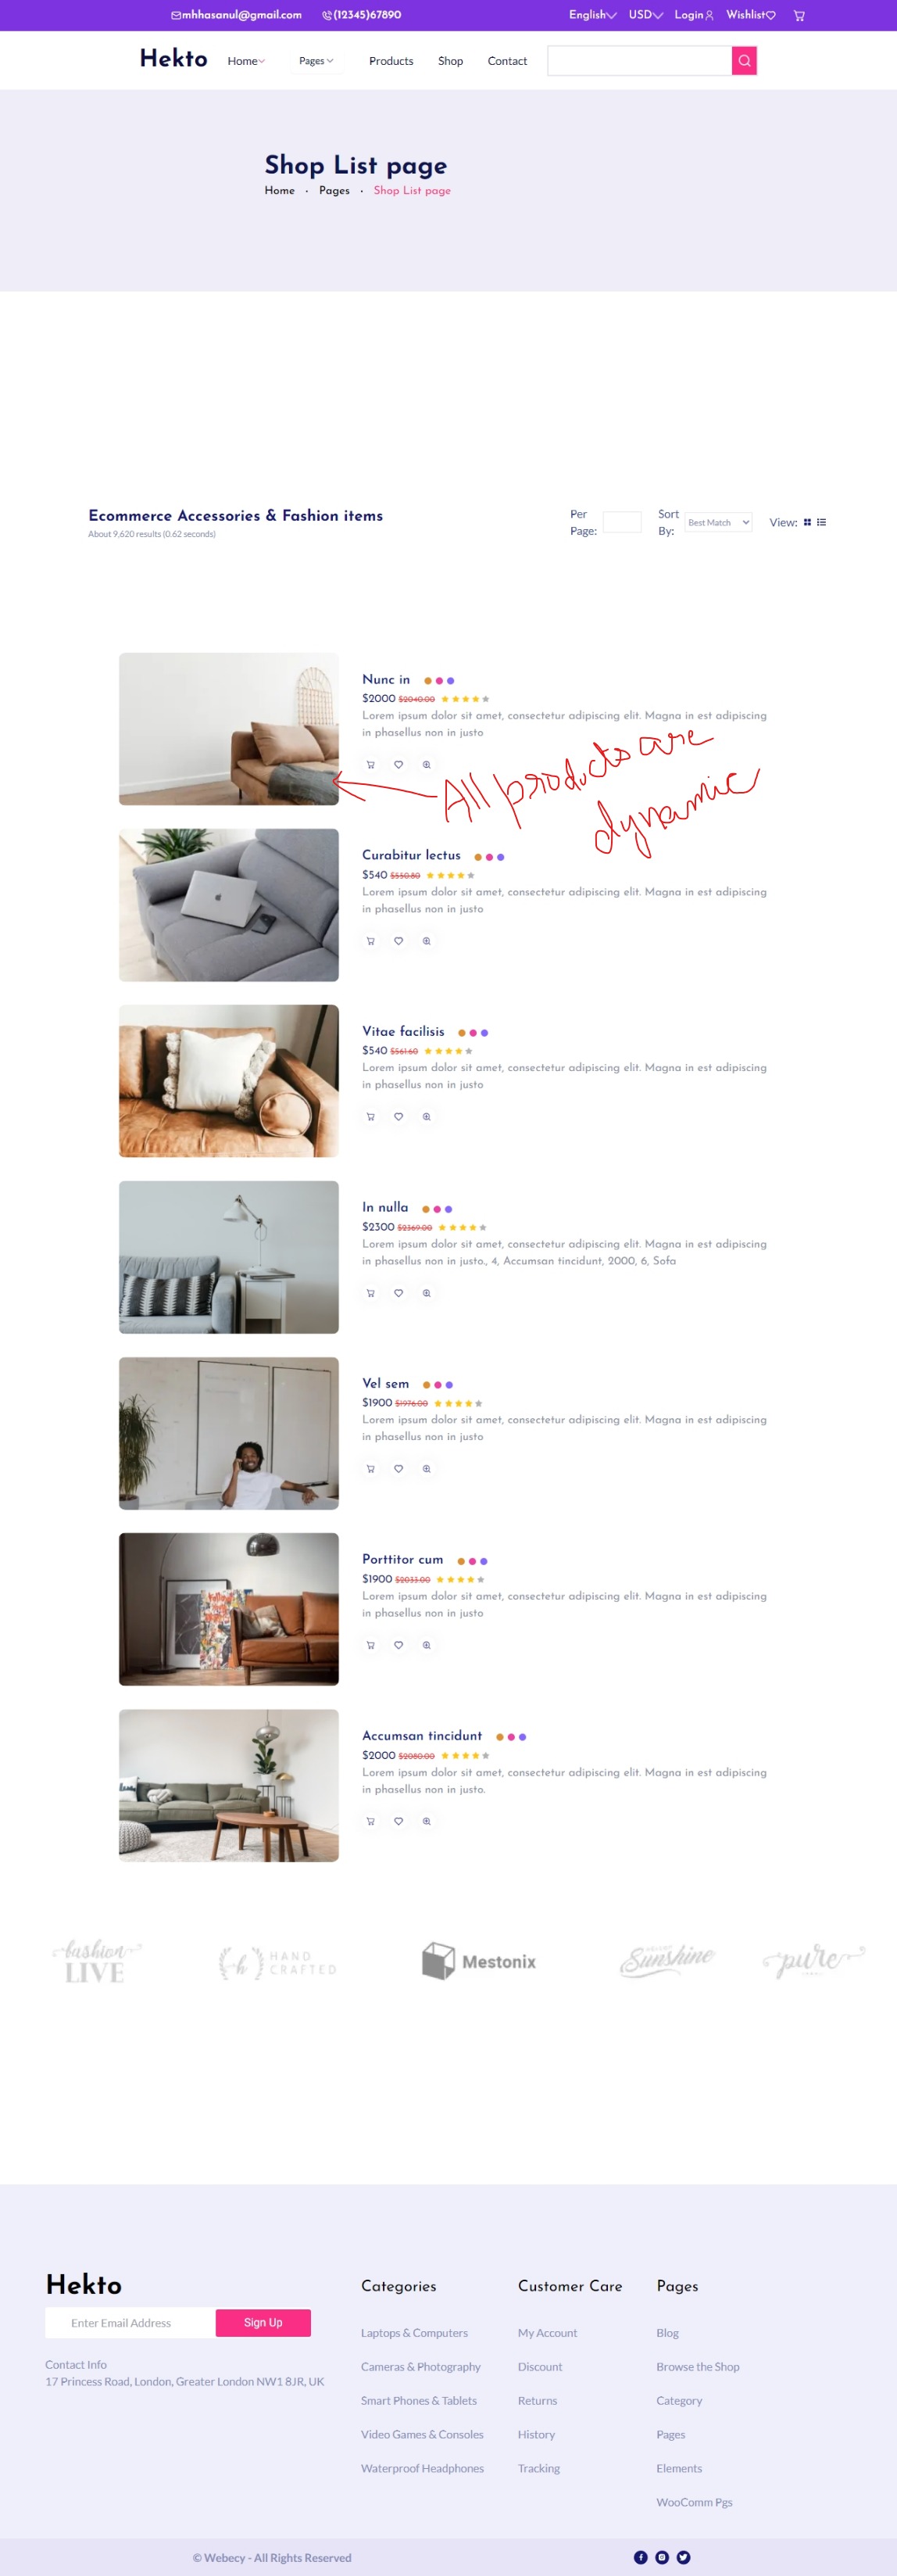 mhhasanul@gmail.com (12345)67890 English USD Login Wishlist
Hekto Home Pages Products Shop Contact
Shop List page
Home · Pages · Shop List page
Ecommerce Accessories & Fashion items
About 9,620 results (0.62 seconds)
Per Page:
Sort By: Best Match
View:
Nunc in
$2000 $2040.00
Lorem ipsum dolor sit amet, consectetur adipiscing elit. Magna in est adipiscing
in phasellus non in justo
All products are
dynamic
Curabitur lectus
$540 $550.80
Lorem ipsum dolor sit amet, consectetur adipiscing elit. Magna in est adipiscing
in phasellus non in justo
Vitae facilisis
$540 $561.60
Lorem ipsum dolor sit amet, consectetur adipiscing elit. Magna in est adipiscing
in phasellus non in justo
In nulla
$2300 $2369.00
Lorem ipsum dolor sit amet, consectetur adipiscing elit. Magna in est adipiscing
in phasellus non in justo., 4, Accumsan tincidunt, 2000, 6, Sofa
Vel sem
$1900 $1976.00
Lorem ipsum dolor sit amet, consectetur adipiscing elit. Magna in est adipiscing
in phasellus non in justo
Porttitor cum
$1900 $2033.00
Lorem ipsum dolor sit amet, consectetur adipiscing elit. Magna in est adipiscing
in phasellus non in justo
Accumsan tincidunt
$2000 $2080.00
Lorem ipsum dolor sit amet, consectetur adipiscing elit. Magna in est adipiscing
in phasellus non in justo.
fashion
LIVE
h HAND
CRAFTED
Mestonix
Sunshine
pure
Hekto
Enter Email Address Sign Up
Contact Info
17 Princess Road, London, Greater London NW1 8JR, UK
Categories
Laptops & Computers
Cameras & Photography
Smart Phones & Tablets
Video Games & Consoles
Waterproof Headphones
Customer Care
My Account
Discount
Returns
History
Tracking
Pages
Blog
Browse the Shop
Category
Pages
Elements
WooComm Pgs
© Webecy - All Rights Reserved